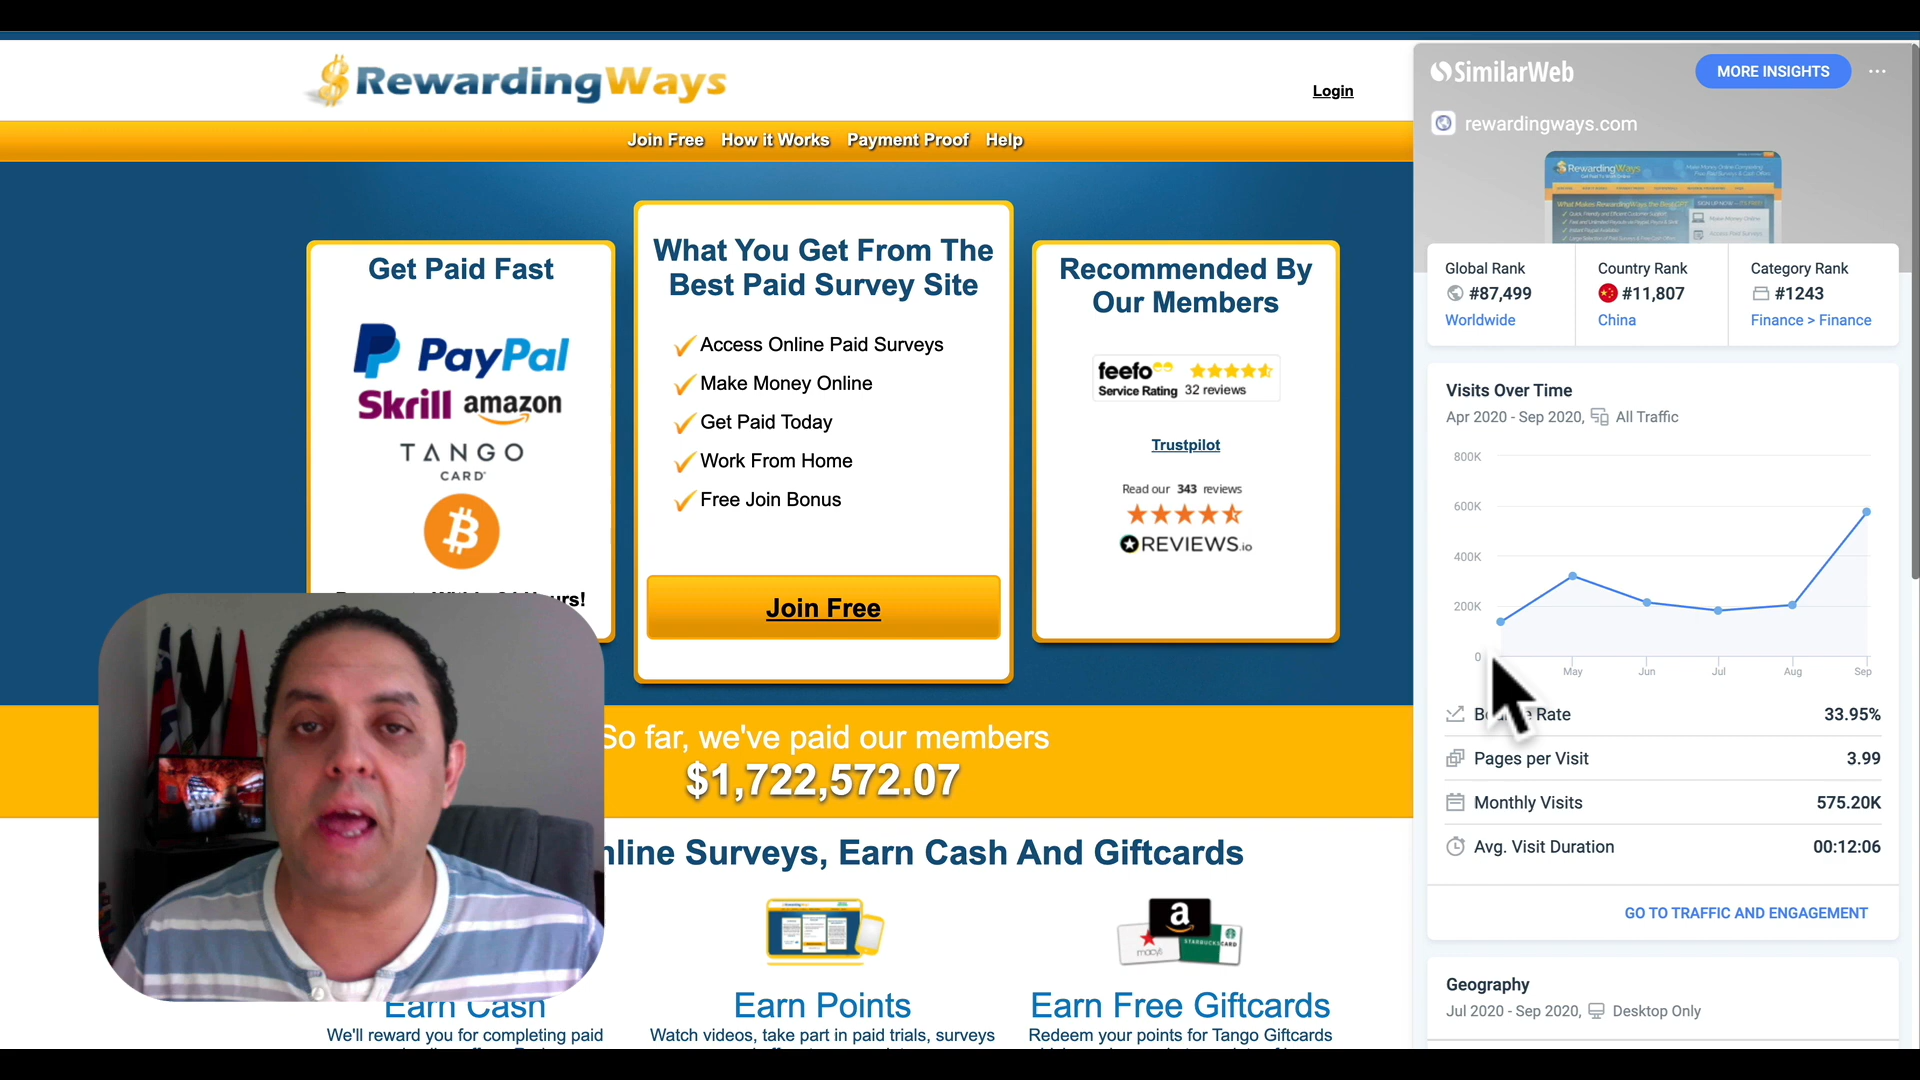 RewardingWays
Login
Join Free How it Works Payment Proof Help
Get Paid Fast
PayPal
Skrill amazon
TANGO
CARD
What You Get From The
Best Paid Survey Site
Access Online Paid Surveys
Make Money Online
Get Paid Today
Work From Home
Free Join Bonus
Join Free
Recommended By
Our Members
feefo
Service Rating 32 reviews
Trustpilot
Read our 343 reviews
REVIEWS.io
So far, we've paid our members
$1,722,572.07
Surveys, Earn Cash And Giftcards
Earn Cash
We'll reward you for completing paid
Earn Points
Watch videos, take part in paid trials, surveys
a
macys
STARBUCKS CARD
Earn Free Giftcards
Redeem your points for Tango Giftcards
SimilarWeb
MORE INSIGHTS
rewardingways.com
RewardingWays
Global Rank
#87,499
Worldwide
Country Rank
#11,807
China
Category Rank
#1243
Finance > Finance
Visits Over Time
Apr 2020 - Sep 2020, All Traffic
800K
600K
400K
200K
0
May Jun Jul Aug Sep
Rate 33.95%
Pages per Visit 3.99
Monthly Visits 575.20K
Avg. Visit Duration 00:12:06
GO TO TRAFFIC AND ENGAGEMENT
Geography
Jul 2020 - Sep 2020, Desktop Only